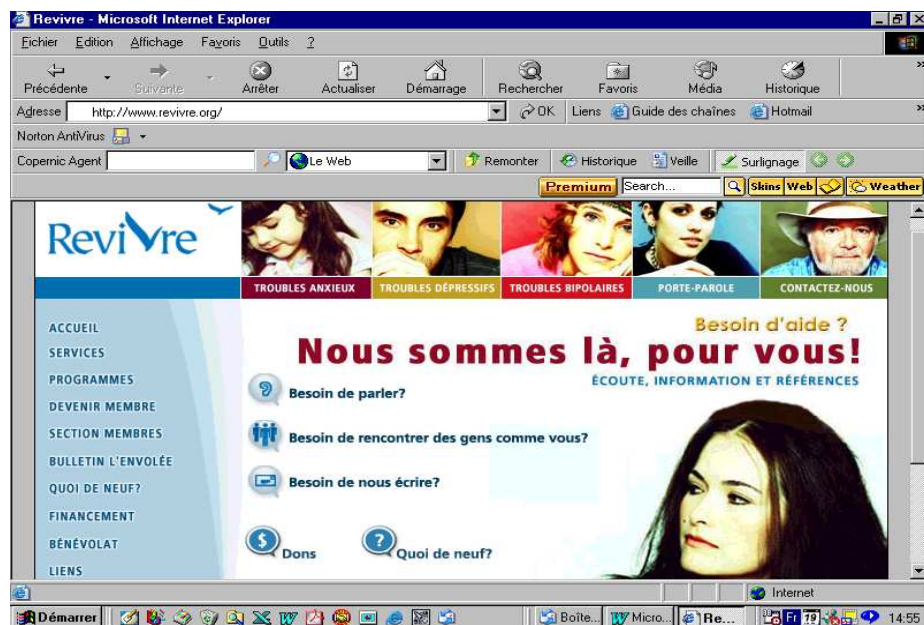 Revivre - Microsoft Internet Explorer
Fichier Edition Affichage Favoris Outils ?
Précédente Suivante Arrêter Actualiser Démarrage Rechercher Favoris Média Historique »
Adresse http://www.revivre.org/ OK Liens Guide des chaînes Hotmail »
Norton AntiVirus
Copernic Agent Le Web Remonter Historique Veille Surlignage
Premium Search... Skins Web Weather
Revivre
TROUBLES ANXIEUX TROUBLES DÉPRESSIFS TROUBLES BIPOLAIRES PORTE-PAROLE CONTACTEZ-NOUS
ACCUEIL
SERVICES
PROGRAMMES
DEVENIR MEMBRE
SECTION MEMBRES
BULLETIN L'ENVOLÉE
QUOI DE NEUF?
FINANCEMENT
BÉNÉVOLAT
LIENS
Besoin d'aide ?
Nous sommes là, pour vous!
ÉCOUTE, INFORMATION ET RÉFÉRENCES
Besoin de parler?
Besoin de rencontrer des gens comme vous?
Besoin de nous écrire?
$ Dons ? Quoi de neuf?
Internet
Démarrer Boîte... Micro... Re... Fr 19 14:55